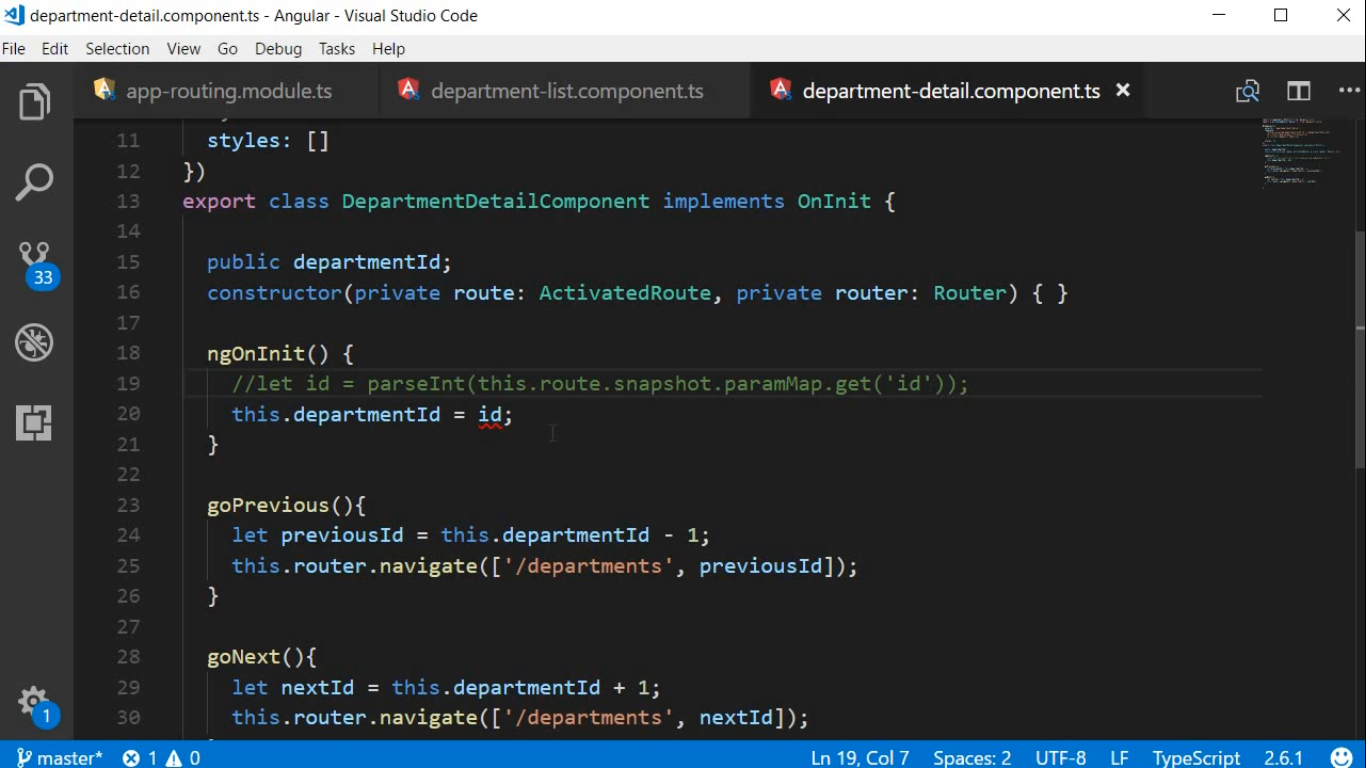 department-detail.component.ts - Angular - Visual Studio Code
File Edit Selection View Go Debug Tasks Help
app-routing.module.ts department-list.component.ts department-detail.component.ts
11 styles: []
12 })
13 export class DepartmentDetailComponent implements OnInit {
14
15 public departmentId;
16 constructor(private route: ActivatedRoute, private router: Router) { }
17
18 ngOnInit() {
19 //let id = parseInt(this.route.snapshot.paramMap.get('id'));
20 this.departmentId = id;
21 }
22
23 goPrevious(){
24 let previousId = this.departmentId - 1;
25 this.router.navigate(['/departments', previousId]);
26 }
27
28 goNext(){
29 let nextId = this.departmentId + 1;
30 this.router.navigate(['/departments', nextId]);
33
1
master* 1 0 Ln 19, Col 7 Spaces: 2 UTF-8 LF TypeScript 2.6.1